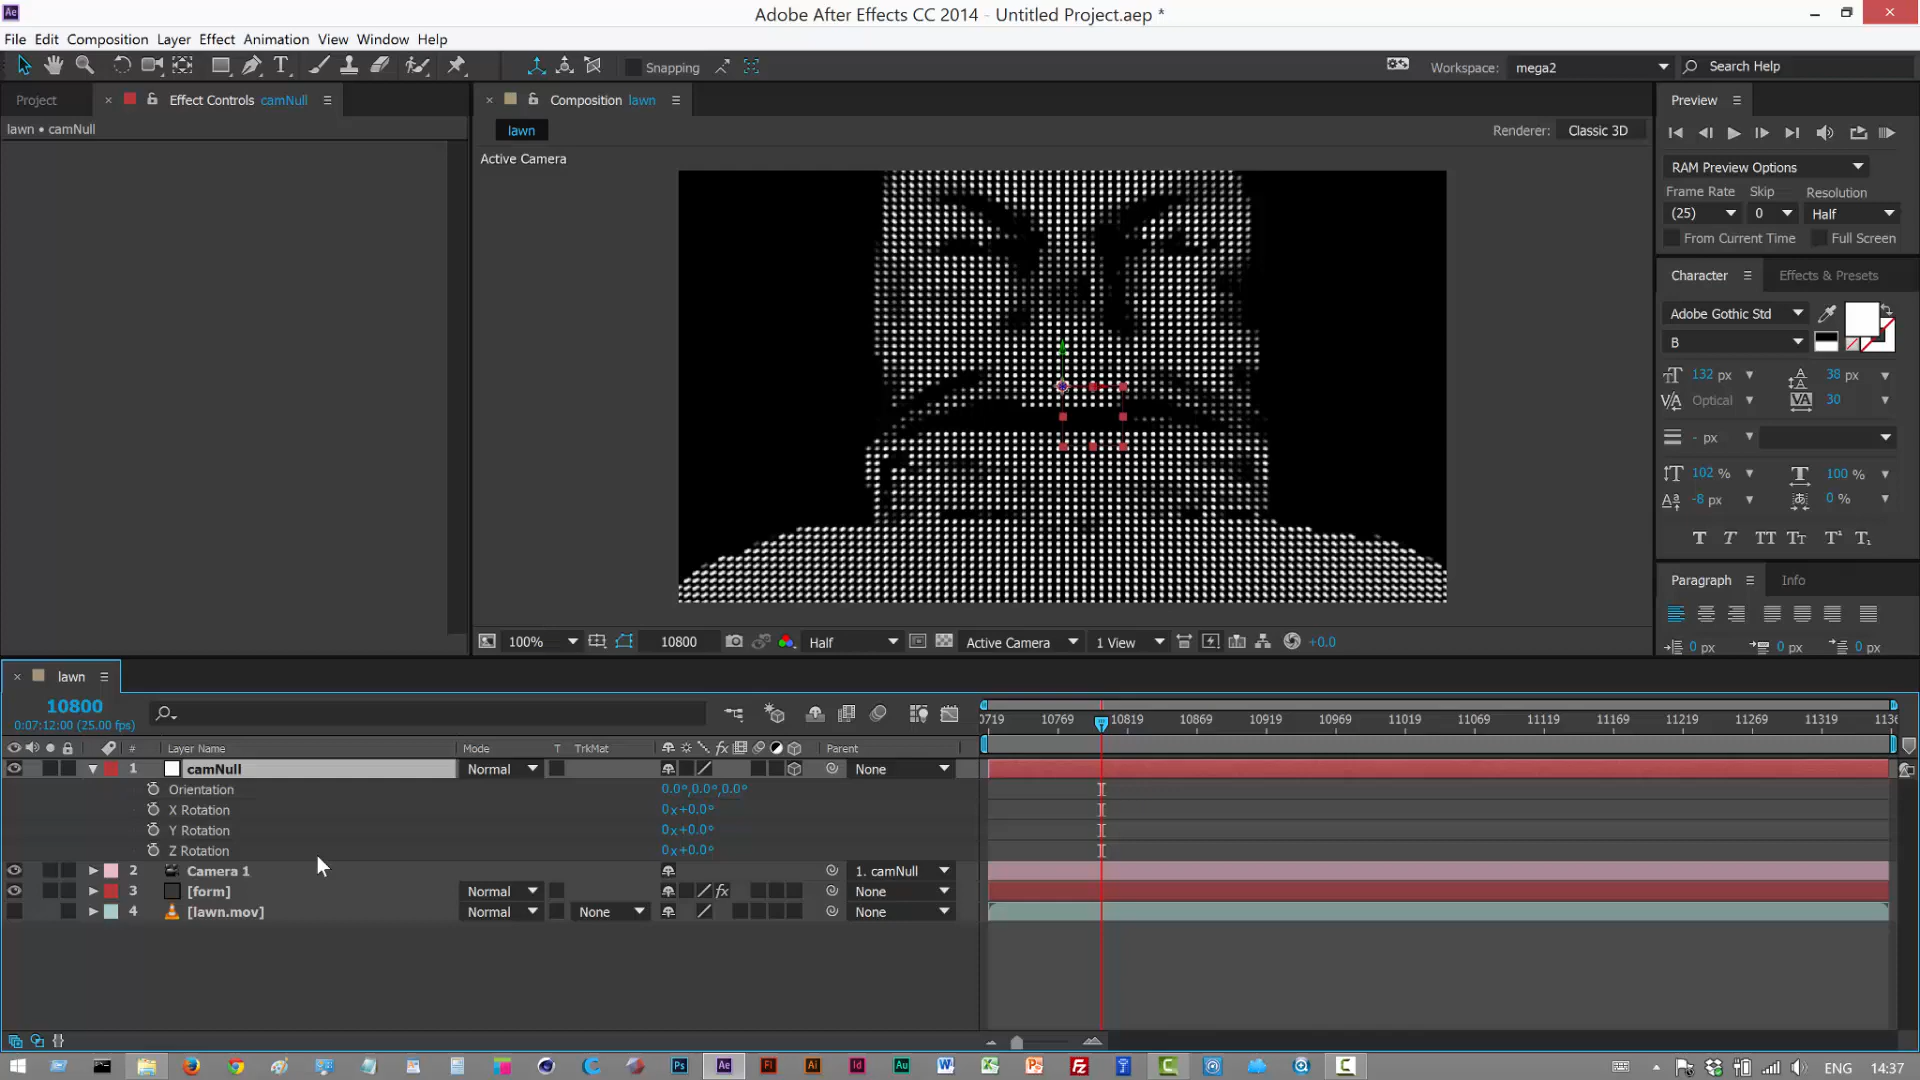 Adobe After Effects CC 2014 - Untitled Project.aep *
File Edit Composition Layer Effect Animation View Window Help
Snapping Workspace: mega2 Search Help
Project Effect Controls camNull Composition lawn Preview
lawn • camNull
lawn Renderer: Classic 3D
Active Camera
RAM Preview Options
Frame Rate Skip Resolution
(25) 0 Half
From Current Time Full Screen
Character Effects & Presets
Adobe Gothic Std
B
132 px 38 px
Optical 30
- px
102 % 100 %
-8 px 0 %
T T TT Tт T¹ T₁
Paragraph Info
0 px 0 px 0 px
100% 10800 Half Active Camera 1 View +0.0
lawn
10800
0:07:12:00 (25.00 fps)
0719 10769 10819 10869 10919 10969 11019 11069 11119 11169 11219 11269 11319 1136
# Layer Name Mode T TrkMat Parent
1 camNull Normal None
Orientation 0.0°,0.0°,0.0°
X Rotation 0x+0.0°
Y Rotation 0x+0.0°
Z Rotation 0x+0.0°
2 Camera 1 1. camNull
3 [form] Normal None
4 [lawn.mov] Normal None None
ENG 14:37